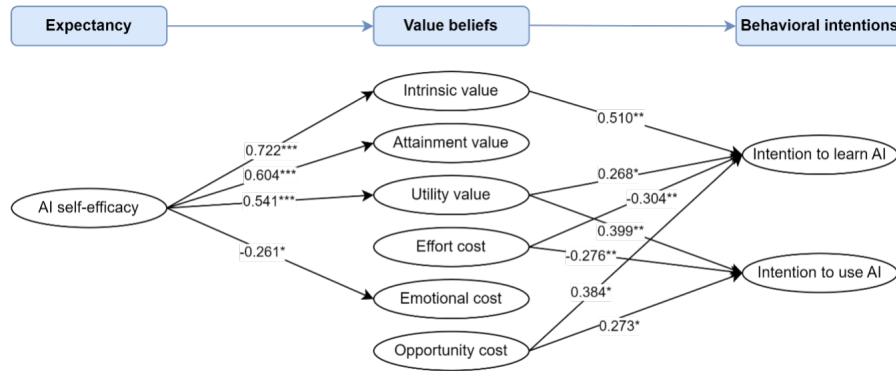 Expectancy
Value beliefs
Behavioral intentions
Intrinsic value
0.510**
Attainment value
0.722***
Intention to learn AI
0.604***
0.268*
AI self-efficacy
0.541***
Utility value
-0.304**
0.399**
Effort cost
-0.261*
-0.276**
Intention to use AI
0.384*
Emotional cost
0.273*
Opportunity cost